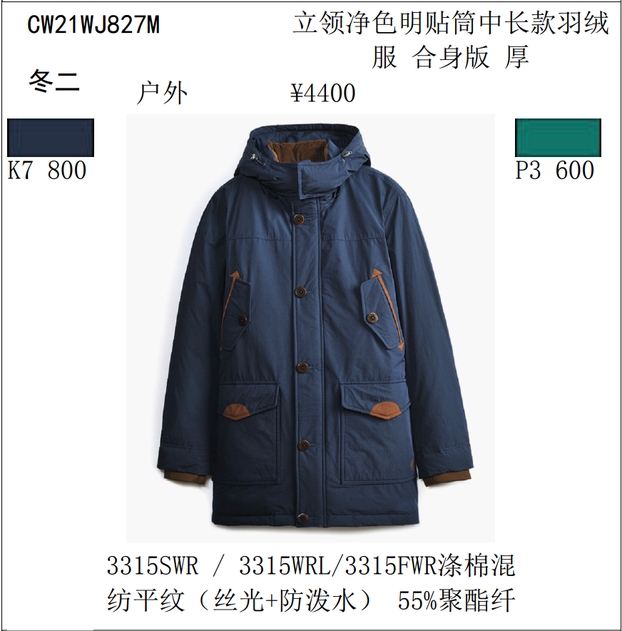 CW21WJ827M
立领净色明贴筒中长款羽绒
服 合身版 厚
冬二
户外
¥4400
K7 800
P3 600
3315SWR / 3315WRL/3315FWR涤棉混
纺平纹（丝光+防泼水） 55%聚酯纤